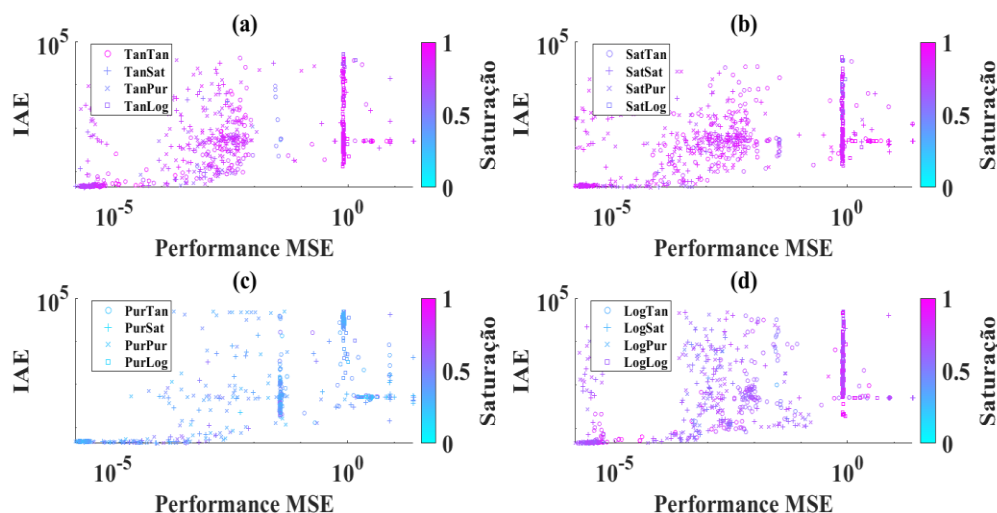 (a)
10^5
IAE
TanTan
TanSat
TanPur
TanLog
10^-5
10^0
Performance MSE
1
0.5
0
Saturação
(b)
10^5
IAE
SatTan
SatSat
SatPur
SatLog
10^-5
10^0
Performance MSE
1
0.5
0
Saturação
(c)
10^5
IAE
PurTan
PurSat
PurPur
PurLog
10^-5
10^0
Performance MSE
1
0.5
0
Saturação
(d)
10^5
IAE
LogTan
LogSat
LogPur
LogLog
10^-5
10^0
Performance MSE
1
0.5
0
Saturação